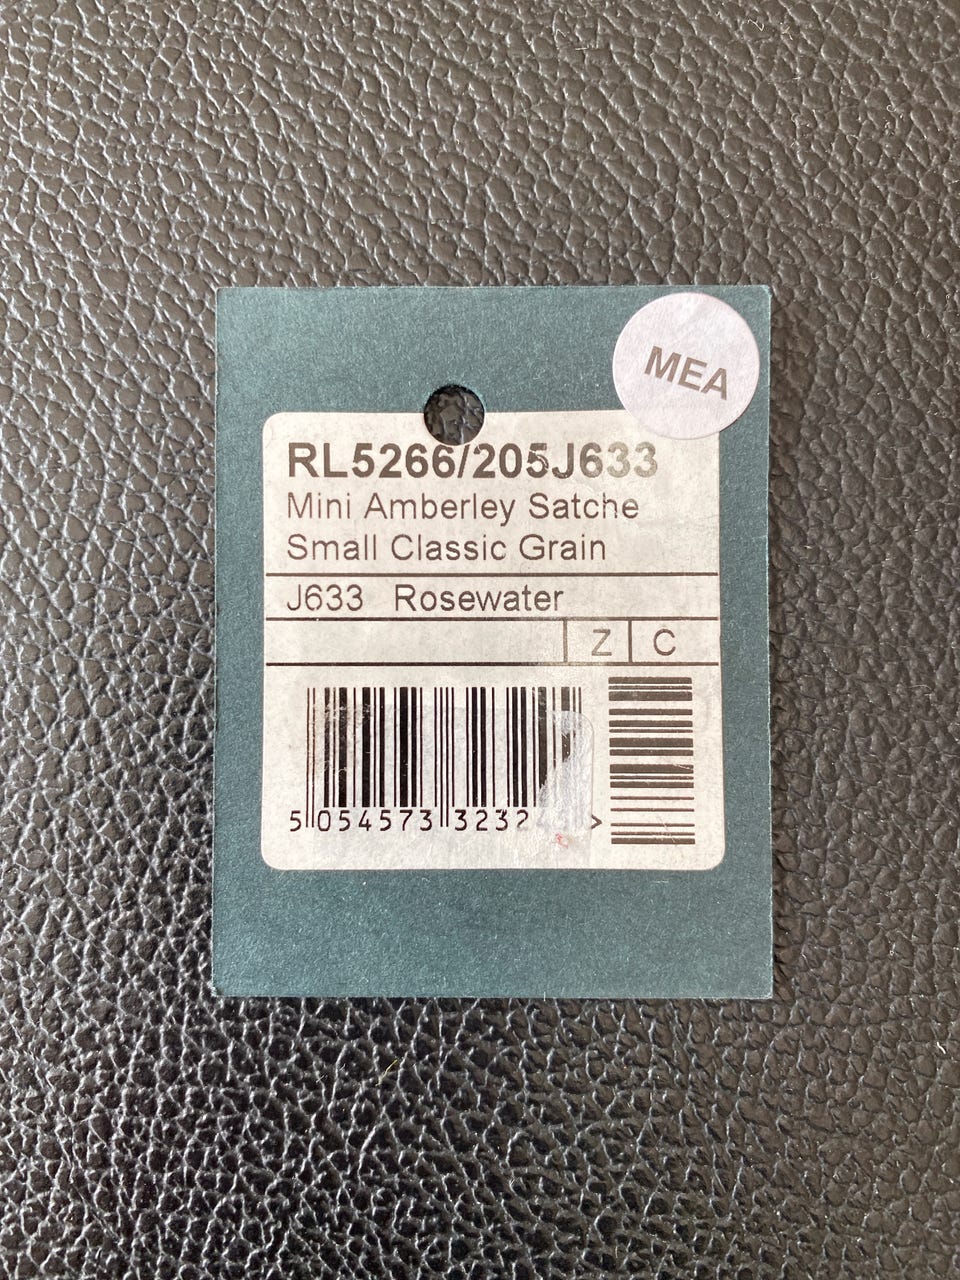 MEA
RL5266/205J633
Mini Amberley Satche
Small Classic Grain
J633 Rosewater
Z C
5 054573 3232 >